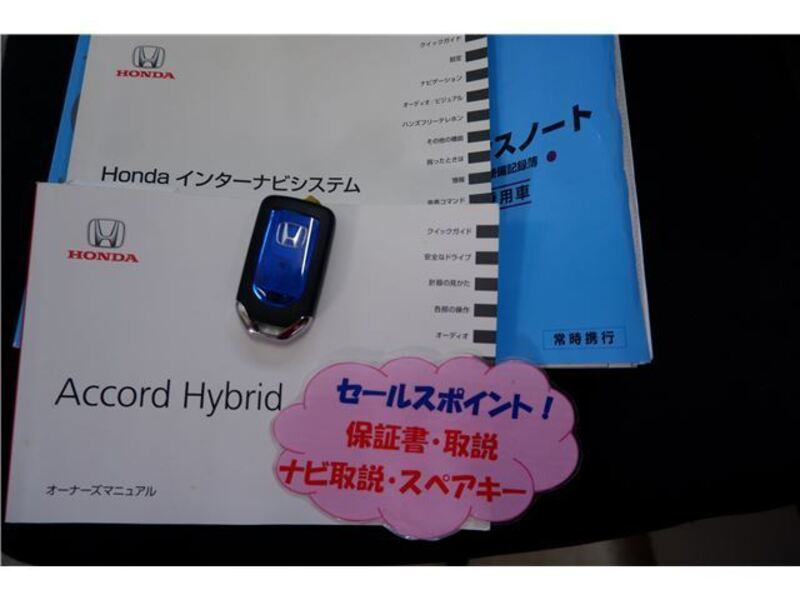 HONDA
クイックガイド
設定
ナビゲーション
オーディオ/ビジュアル
ハンズフリーテレホン
その他の機能
困ったときは
情報
音声コマンド
Honda インターナビシステム
スノート
整備記録簿
用車
常時携行
HONDA
クイックガイド
安全なドライブ
計器の見かた
各部の操作
オーディオ
Accord Hybrid
オーナーズマニュアル
セールスポイント!
保証書・取説
ナビ取説・スペアキー